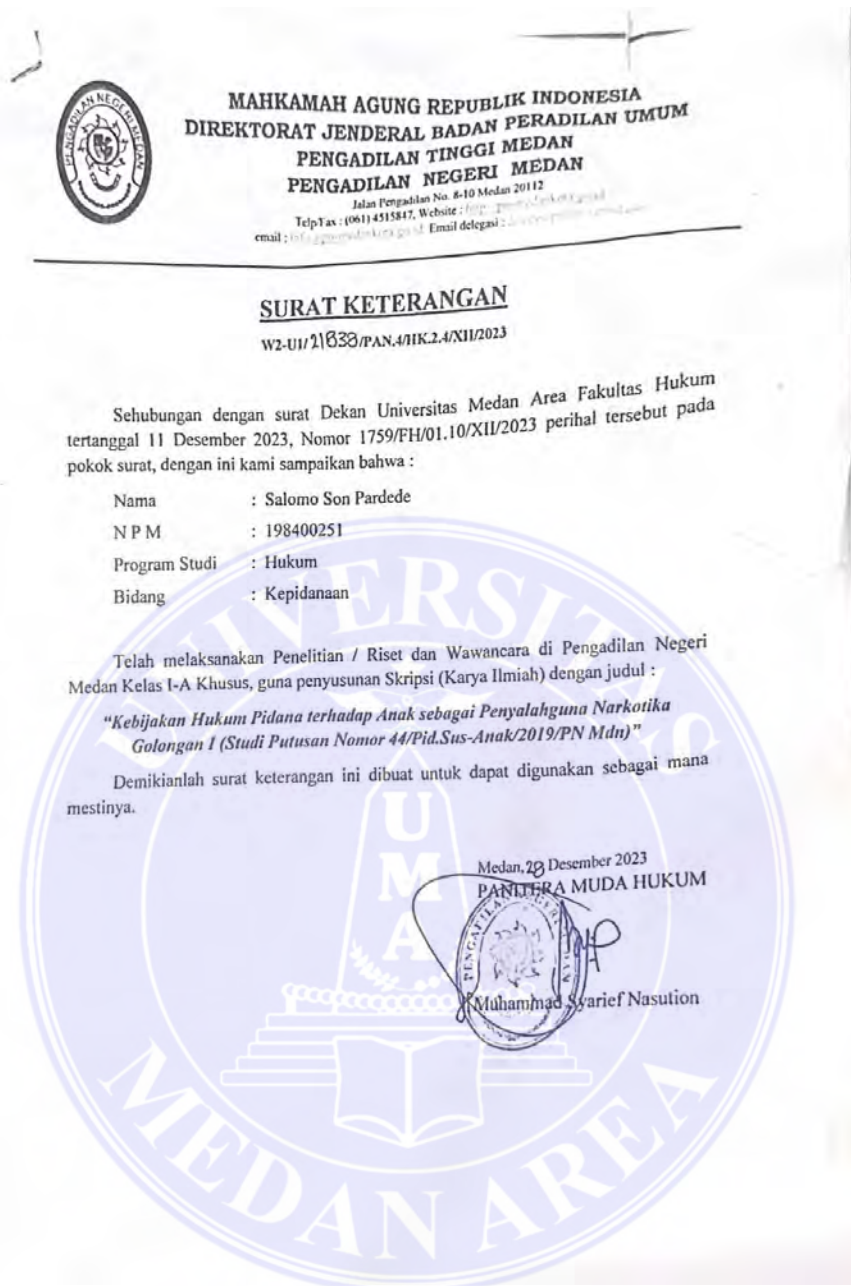 PENGADILAN NEGERI MEDAN
MAHKAMAH AGUNG REPUBLIK INDONESIA
DIREKTORAT JENDERAL BADAN PERADILAN UMUM
PENGADILAN TINGGI MEDAN
PENGADILAN NEGERI MEDAN
Jalan Pengadilan No. 8-10 Medan 20112
Telp/Fax : (061) 4515847, Website :
email : Email delegasi :
SURAT KETERANGAN
W2-U1/21838/PAN.4/HK.2.4/XII/2023
Sehubungan dengan surat Dekan Universitas Medan Area Fakultas Hukum
tertanggal 11 Desember 2023, Nomor 1759/FH/01.10/XII/2023 perihal tersebut pada
pokok surat, dengan ini kami sampaikan bahwa :
Nama : Salomo Son Pardede
N P M : 198400251
Program Studi : Hukum
Bidang : Kepidanaan
Telah melaksanakan Penelitian / Riset dan Wawancara di Pengadilan Negeri
Medan Kelas I-A Khusus, guna penyusunan Skripsi (Karya Ilmiah) dengan judul :
"Kebijakan Hukum Pidana terhadap Anak sebagai Penyalahguna Narkotika
Golongan I (Studi Putusan Nomor 44/Pid.Sus-Anak/2019/PN Mdn)"
Demikianlah surat keterangan ini dibuat untuk dapat digunakan sebagai mana
mestinya.
Medan, 28 Desember 2023
PANITERA MUDA HUKUM
Muhammad Syarief Nasution
UNIVERSITAS
UMA
MEDAN AREA